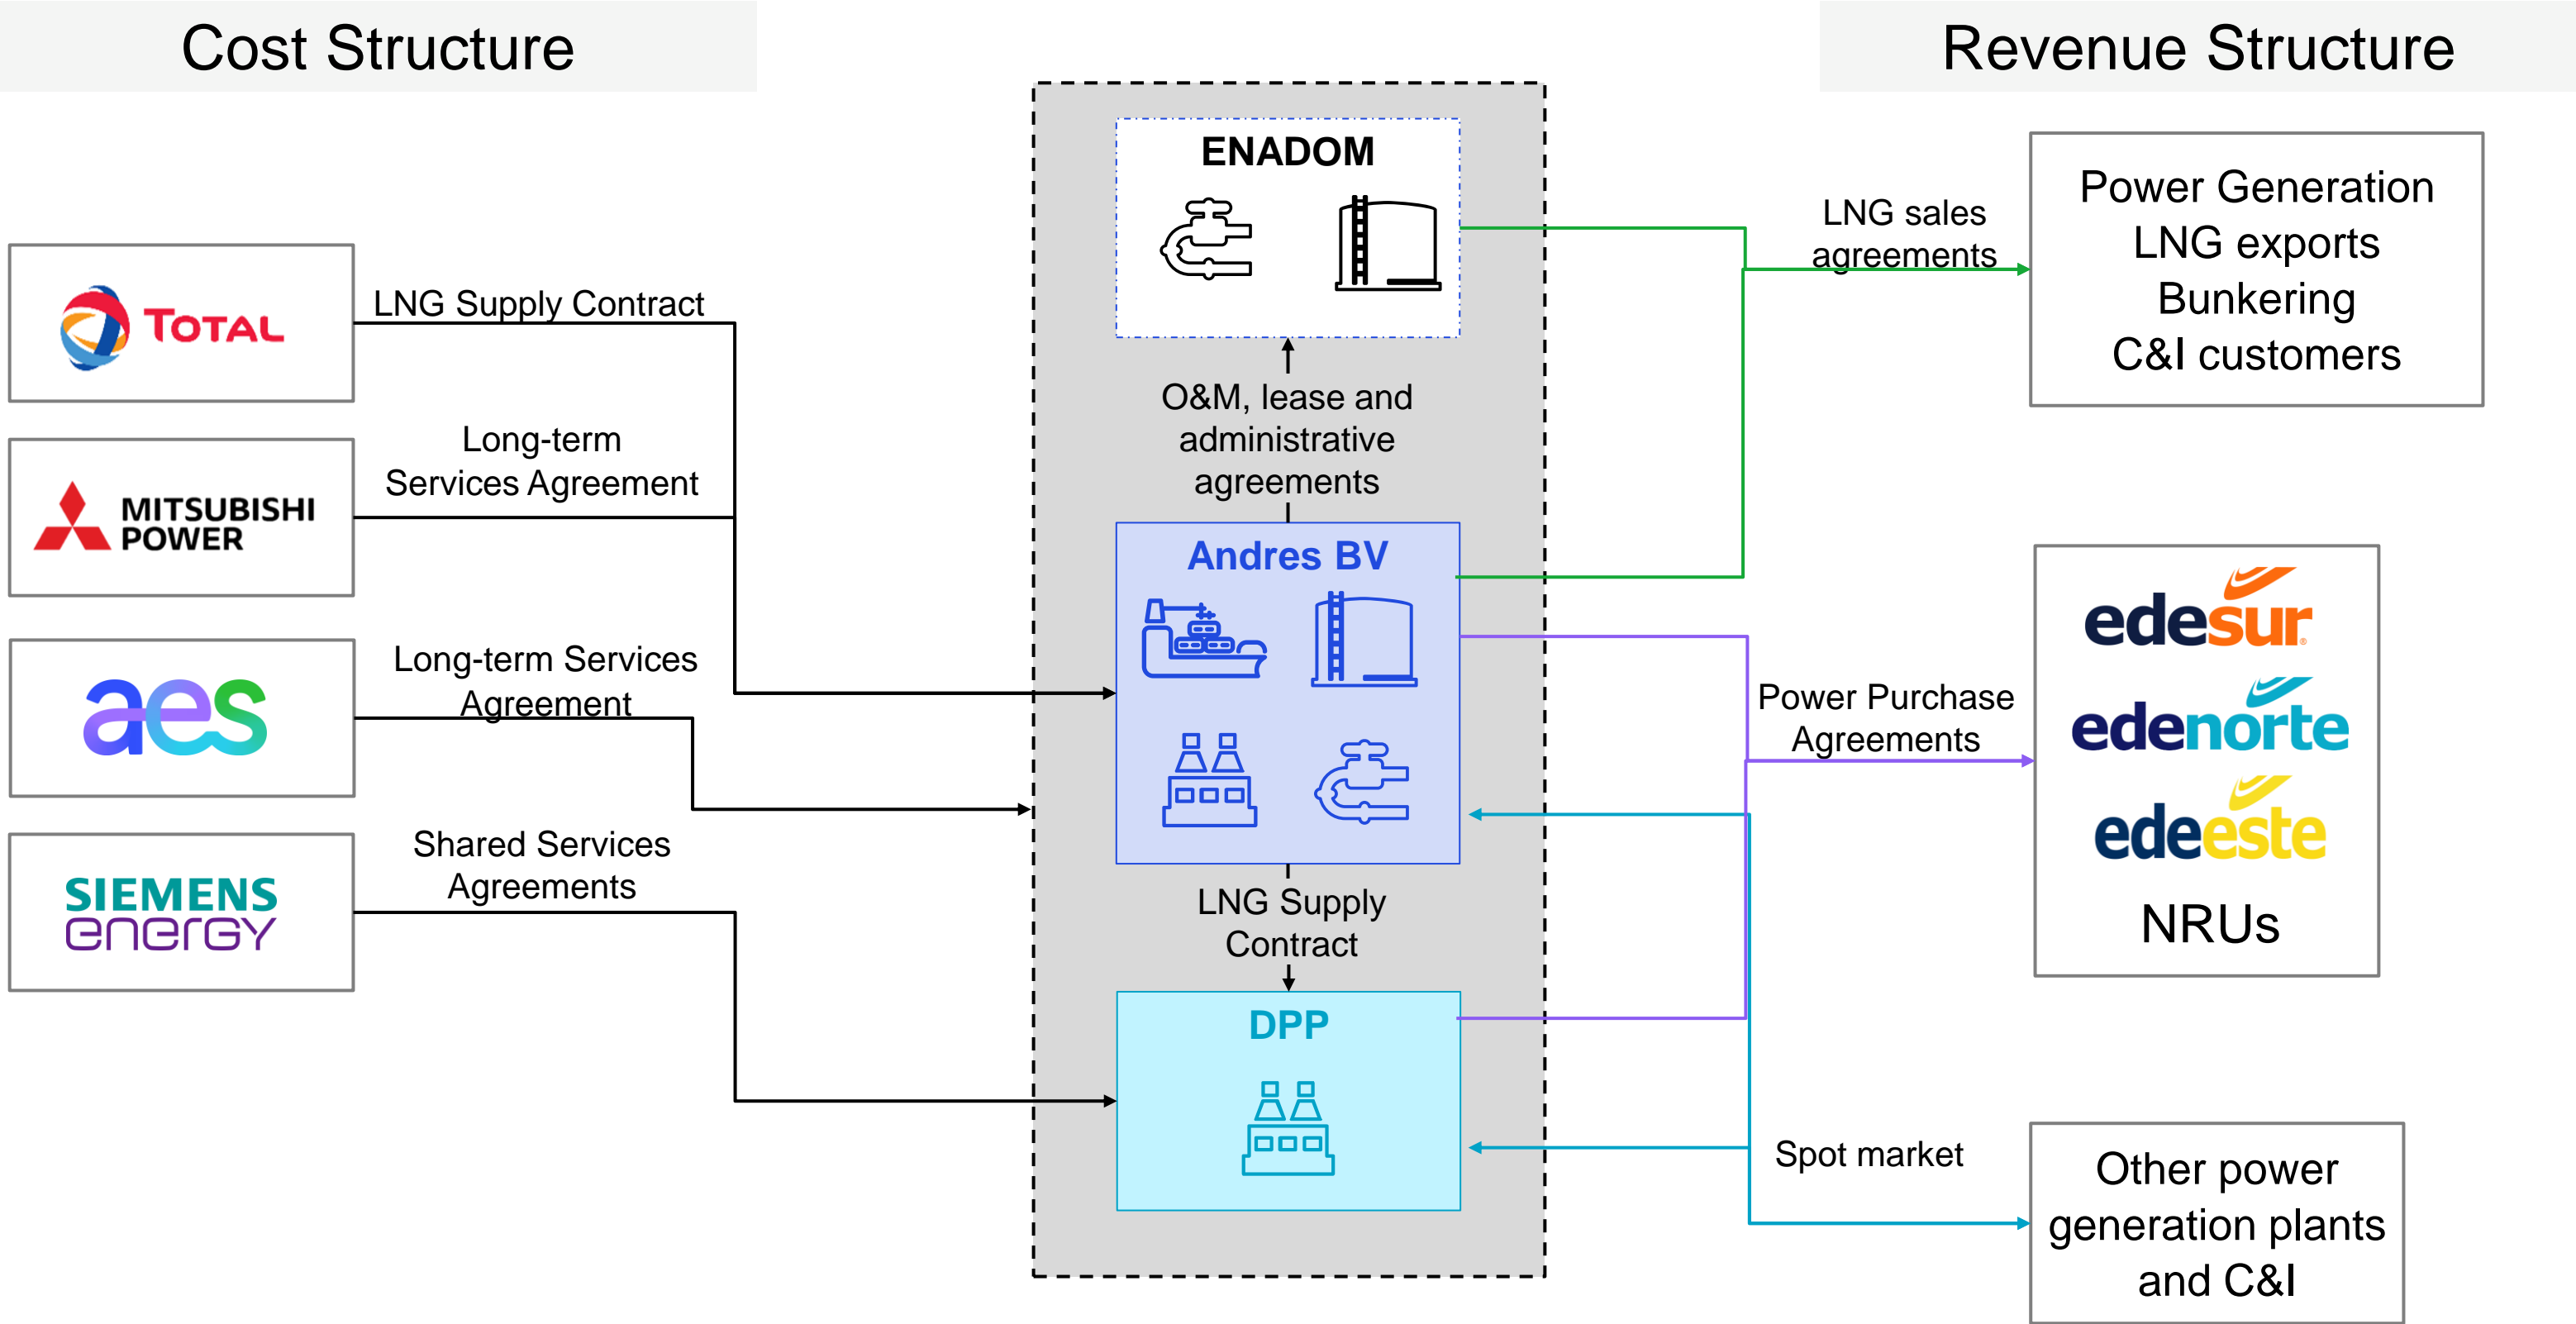 Cost Structure
Revenue Structure
TOTAL
LNG Supply Contract
MITSUBISHI
POWER
Long-term
Services Agreement
aes
Long-term Services
Agreement
SIEMENS
energy
Shared Services
Agreements
ENADOM
O&M, lease and
administrative
agreements
Andres BV
LNG Supply
Contract
DPP
LNG sales
agreements
Power Generation
LNG exports
Bunkering
C&I customers
Power Purchase
Agreements
edesur
edenorte
edeeste
NRUs
Spot market
Other power
generation plants
and C&I